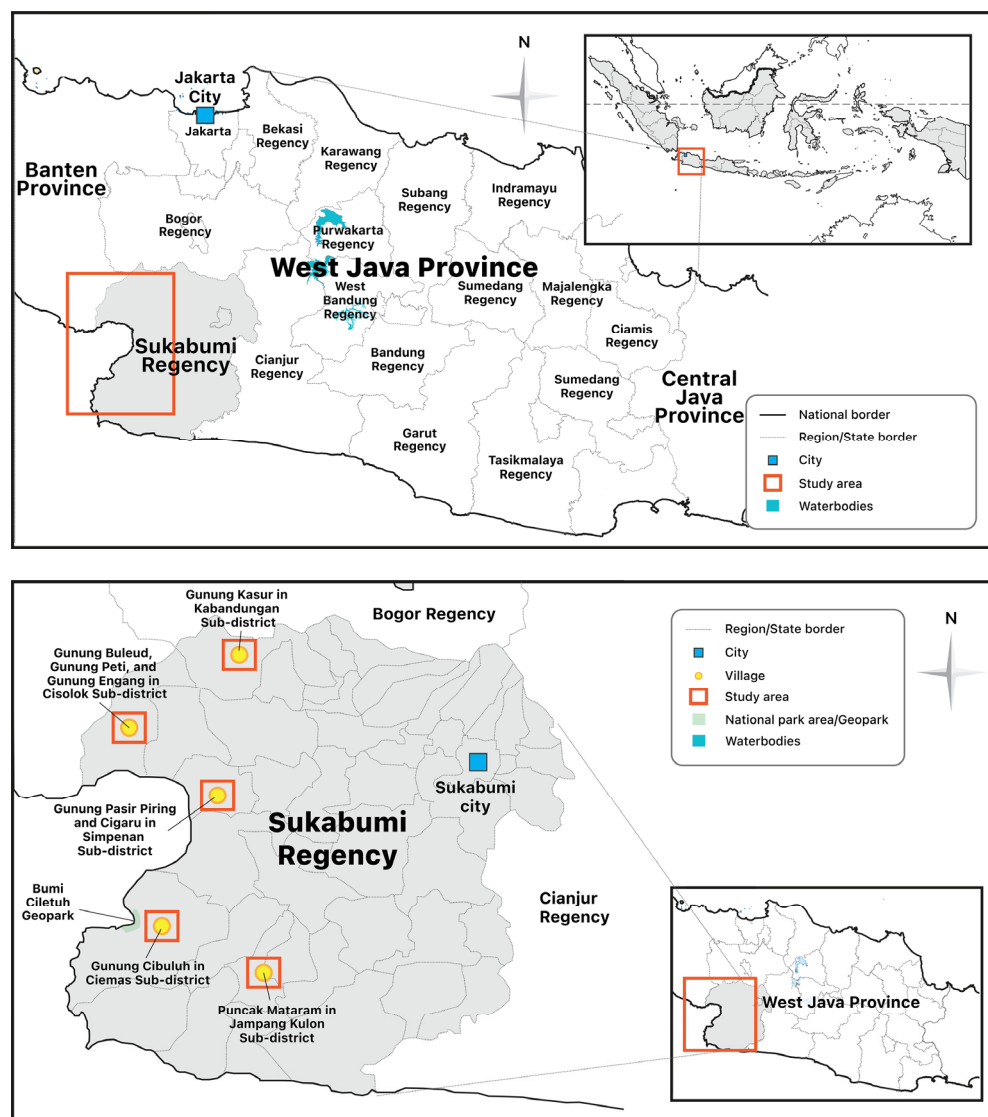 N
Jakarta
City
Jakarta
Bekasi
Regency
Karawang
Regency
Banten
Province
Subang
Regency
Indramayu
Regency
Bogor
Regency
Purwakarta
Regency
West Java Province
West
Bandung
Regency
Sumedang
Regency
Majalengka
Regency
Ciamis
Regency
Sukabumi
Regency
Cianjur
Regency
Bandung
Regency
Sumedang
Regency
Central
Java
Province
Garut
Regency
Tasikmalaya
Regency
National border
Region/State border
City
Study area
Waterbodies
Gunung Kasur in
Kabandungan
Sub-district
Bogor Regency
Gunung Buleud,
Gunung Peti, and
Gunung Engang in
Cisolok Sub-district
Region/State border
City
Village
Study area
National park area/Geopark
Waterbodies
N
Sukabumi
city
Gunung Pasir Piring
and Cigaru in
Simpenan
Sub-district
Sukabumi
Regency
Bumi
Ciletuh
Geopark
Cianjur
Regency
Gunung Cibuluh in
Ciemas Sub-district
Puncak Mataram in
Jampang Kulon
Sub-district
West Java Province